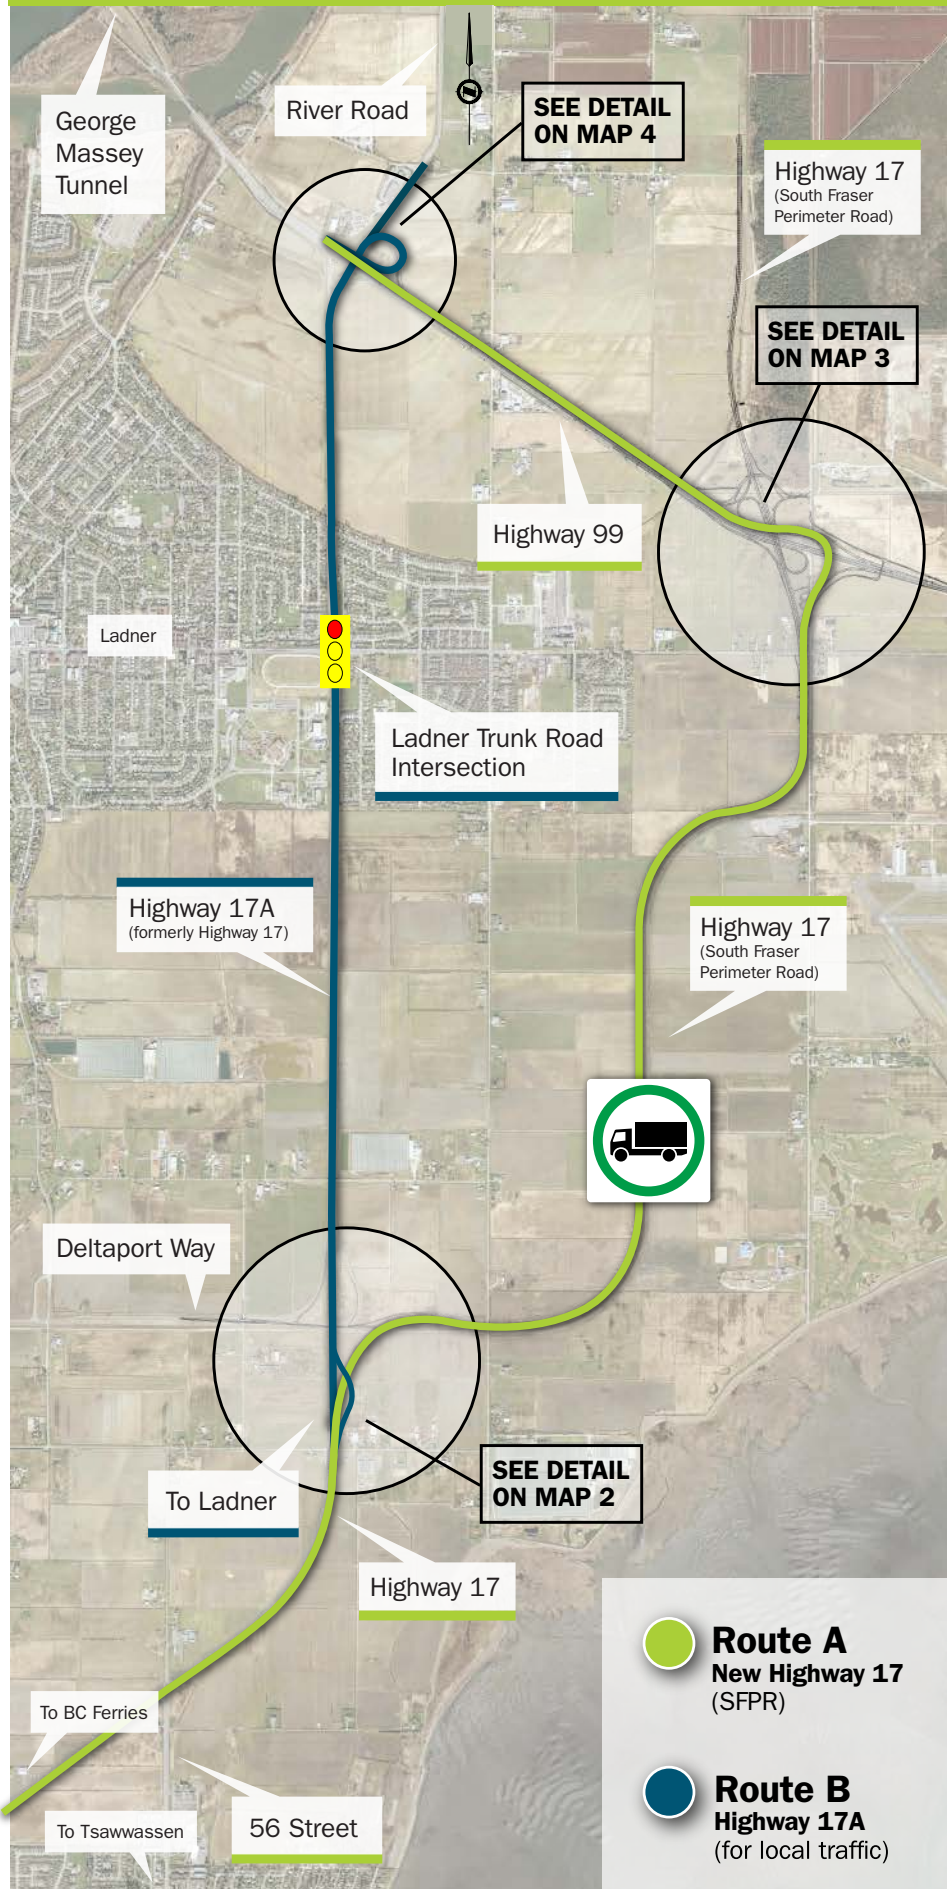 George
Massey
Tunnel
River Road
SEE DETAIL
ON MAP 4
Highway 17
(South Fraser
Perimeter Road)
SEE DETAIL
ON MAP 3
Highway 99
Ladner
Ladner Trunk Road
Intersection
Highway 17A
(formerly Highway 17)
Highway 17
(South Fraser
Perimeter Road)
Deltaport Way
SEE DETAIL
ON MAP 2
To Ladner
Highway 17
Route A
New Highway 17
(SFPR)
To BC Ferries
Route B
Highway 17A
(for local traffic)
56 Street
To Tsawwassen